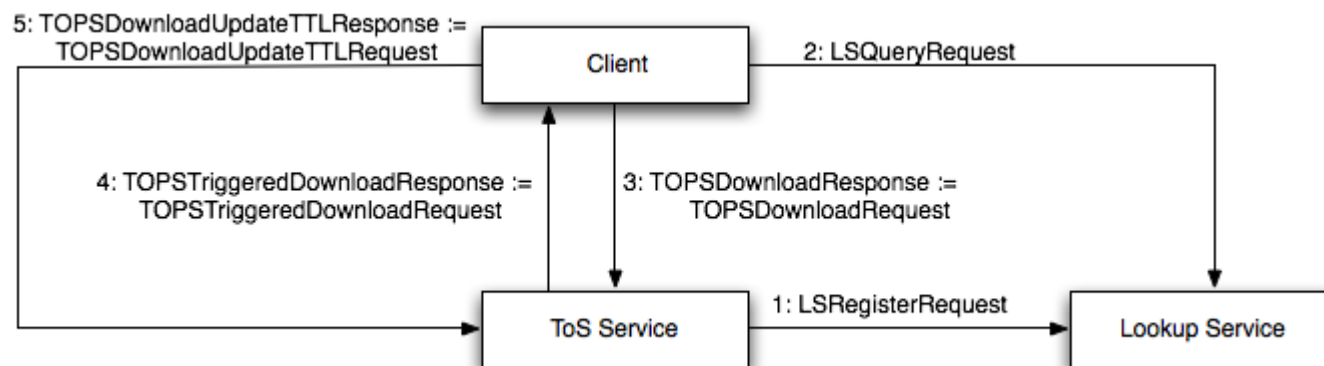 5: TOPSDownloadUpdateTTLResponse :=
TOPSDownloadUpdateTTLRequest
Client
2: LSQueryRequest
4: TOPSTriggeredDownloadResponse :=
TOPSTriggeredDownloadRequest
3: TOPSDownloadResponse :=
TOPSDownloadRequest
ToS Service
1: LSRegisterRequest
Lookup Service